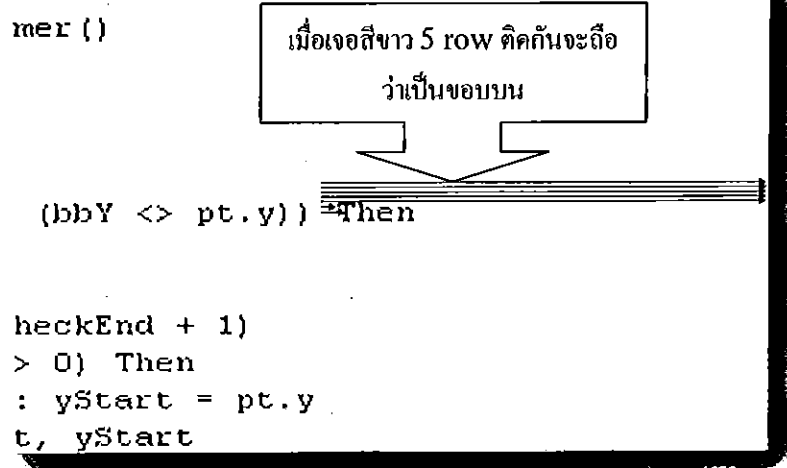 mer()
เมื่อเจอสีขาว 5 row ติดกันจะถือ
ว่าเป็นขอบบน
(bbY <> pt.y)) Then
heckEnd + 1)
> 0) Then
: yStart = pt.y
t, yStart